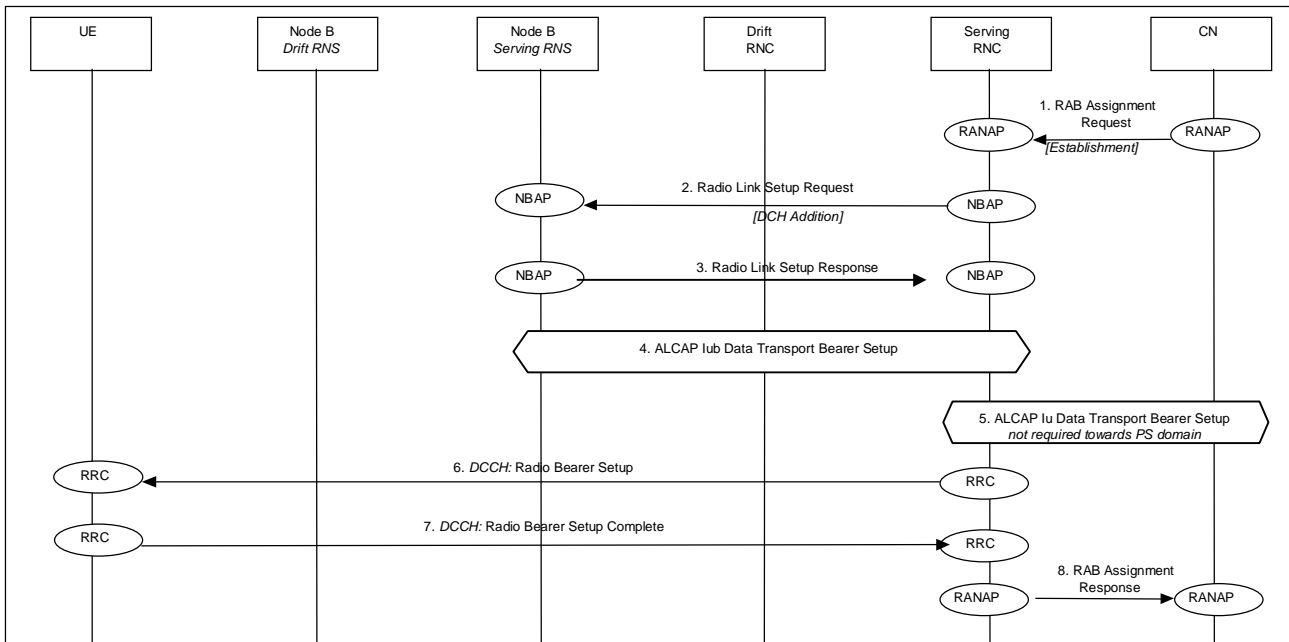 UE
Node B
Drift RNS
Node B
Serving RNS
Drift
RNC
Serving
RNC
CN
1. RAB Assignment
Request
RANAP
RANAP
[Establishment]
2. Radio Link Setup Request
NBAP
NBAP
[DCH Addition]
3. Radio Link Setup Response
NBAP
NBAP
4. ALCAP Iub Data Transport Bearer Setup
5. ALCAP Iu Data Transport Bearer Setup
not required towards PS domain
6. DCCH: Radio Bearer Setup
RRC
RRC
7. DCCH: Radio Bearer Setup Complete
RRC
RRC
8. RAB Assignment
Response
RANAP
RANAP